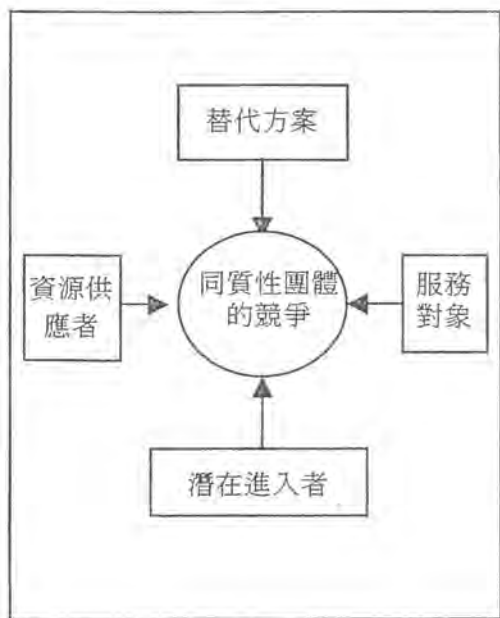 替代方案
資源供
應者
同質性團體
的競爭
服務
對象
潛在進入者